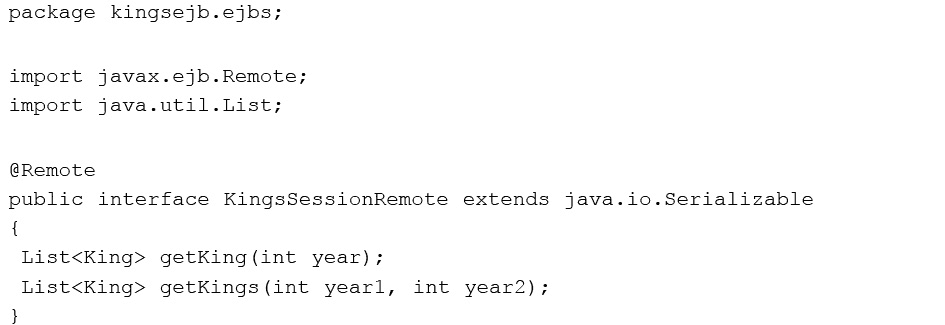 package kingsejb.ejbs;
import javax.ejb.Remote;
import java.util.List;
@Remote
public interface KingsSessionRemote extends java.io.Serializable
{
List<King> getKing(int year);
List<King> getKings(int year1, int year2);
}